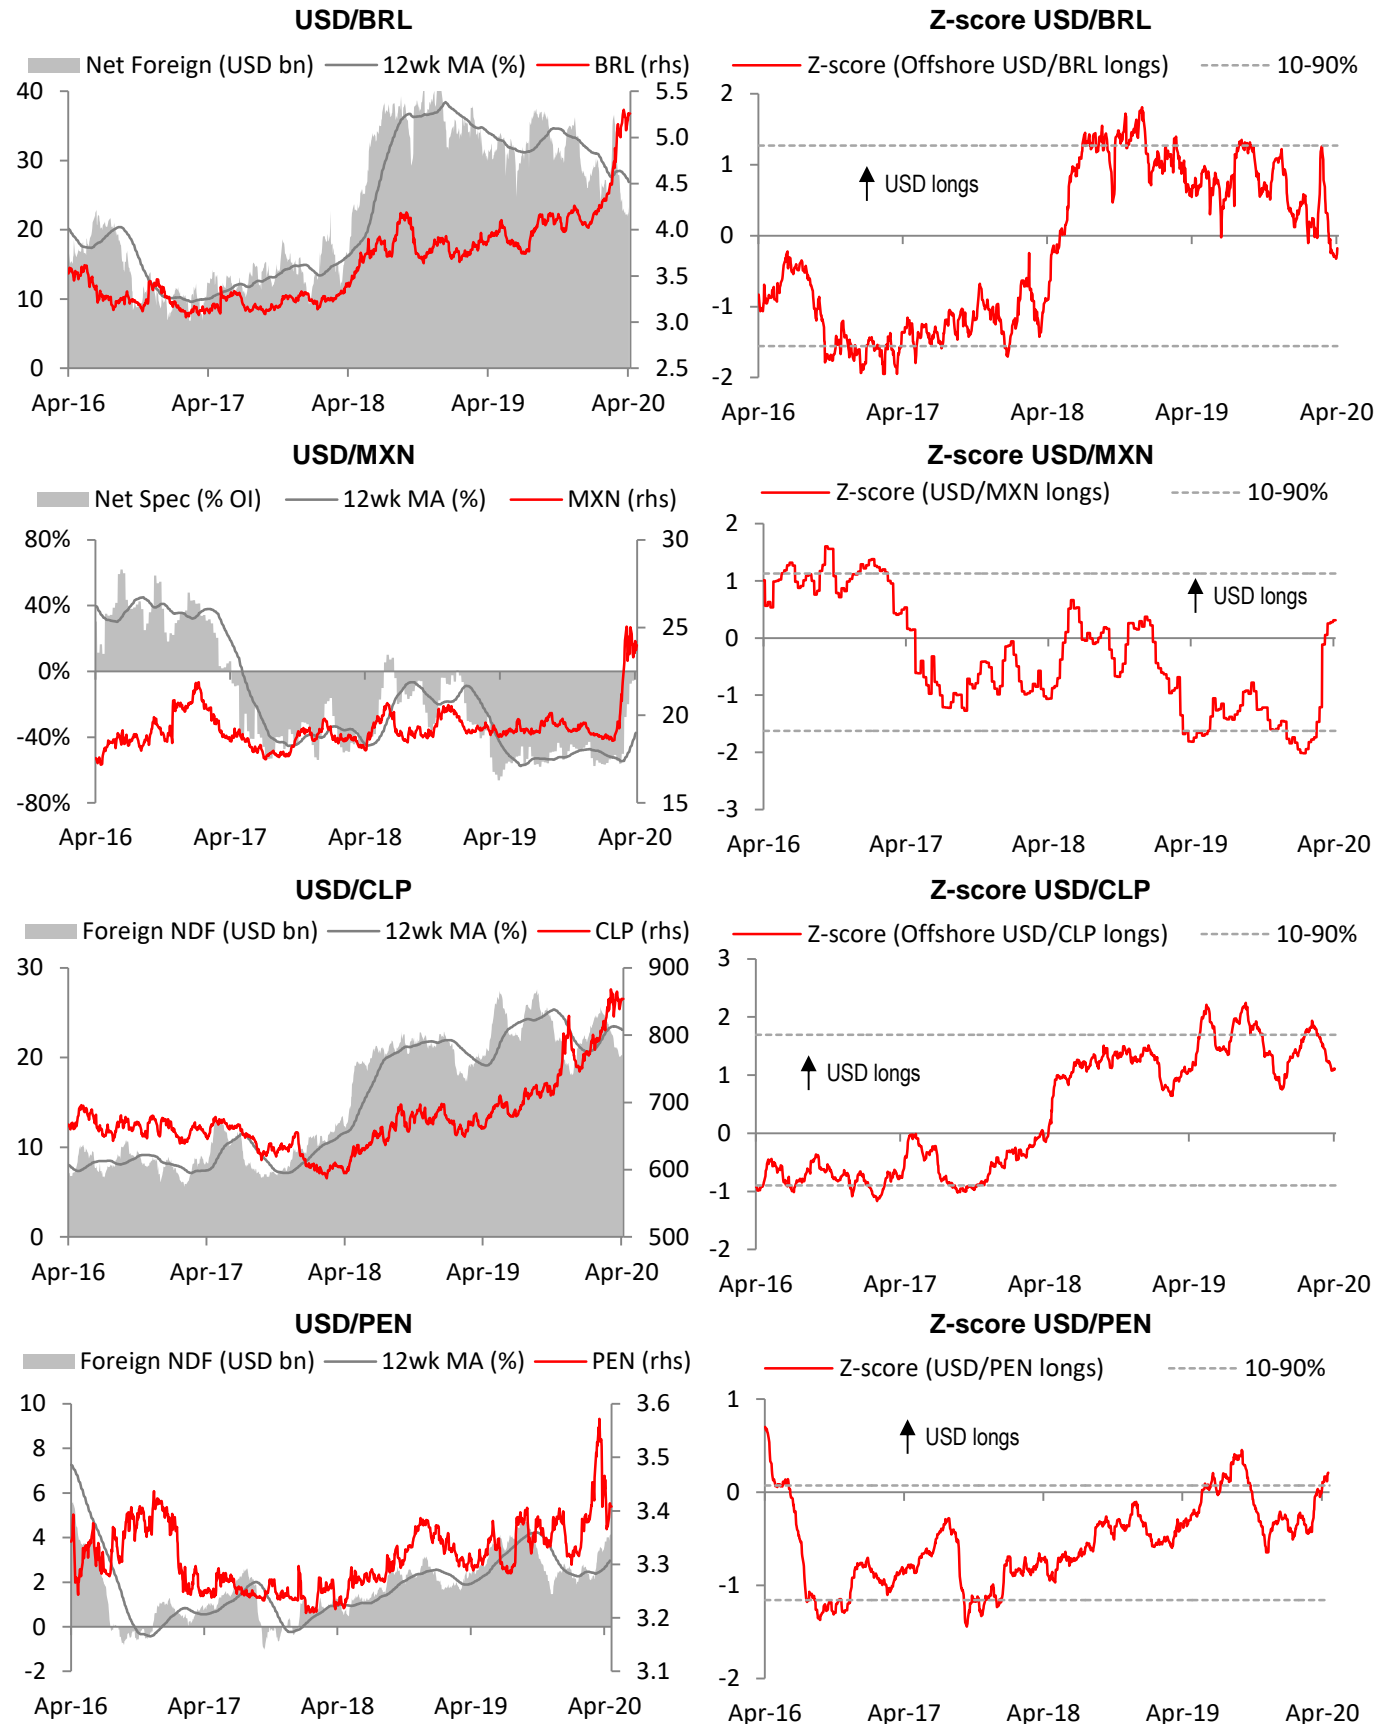 USD/BRL
Net Foreign (USD bn) 12wk MA (%) BRL (rhs)
40 5.5
5.0
30
4.5
20 4.0
3.5
10
3.0
0 2.5
Apr-16 Apr-17 Apr-18 Apr-19 Apr-20
Z-score USD/BRL
Z-score (Offshore USD/BRL longs) 10-90%
2
1
USD longs
0
-1
-2
Apr-16 Apr-17 Apr-18 Apr-19 Apr-20
USD/MXN
Net Spec (% OI) 12wk MA (%) MXN (rhs)
80% 30
40% 25
0%
20
-40%
-80% 15
Apr-16 Apr-17 Apr-18 Apr-19 Apr-20
Z-score USD/MXN
Z-score (USD/MXN longs) 10-90%
2
1
USD longs
0
-1
-2
-3
Apr-16 Apr-17 Apr-18 Apr-19 Apr-20
USD/CLP
Foreign NDF (USD bn) 12wk MA (%) CLP (rhs)
30 900
800
20
700
10
600
0 500
Apr-16 Apr-17 Apr-18 Apr-19 Apr-20
Z-score USD/CLP
Z-score (Offshore USD/CLP longs) 10-90%
3
2
1
USD longs
0
-1
-2
Apr-16 Apr-17 Apr-18 Apr-19 Apr-20
USD/PEN
Foreign NDF (USD bn) 12wk MA (%) PEN (rhs)
10 3.6
8 3.5
6
3.4
4
3.3
2
0 3.2
-2 3.1
Apr-16 Apr-17 Apr-18 Apr-19 Apr-20
Z-score USD/PEN
Z-score (USD/PEN longs) 10-90%
1
USD longs
0
-1
-2
Apr-16 Apr-17 Apr-18 Apr-19 Apr-20